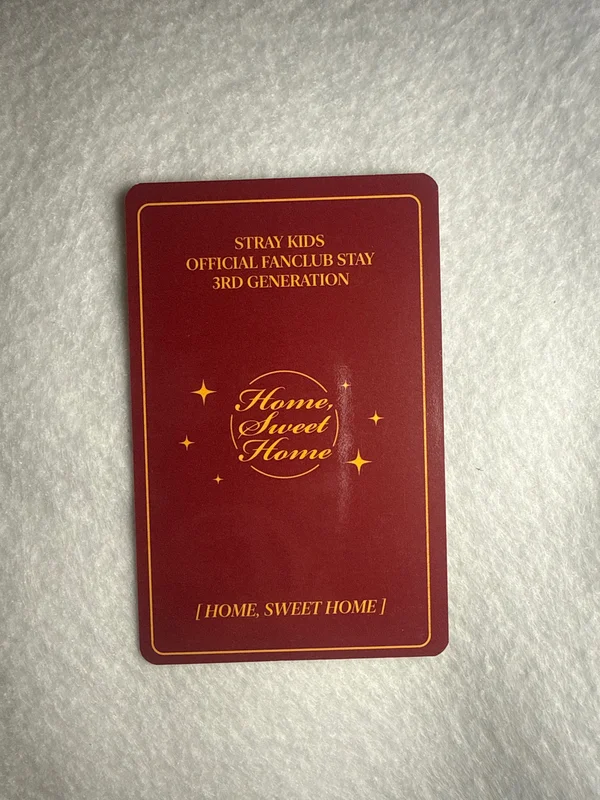 STRAY KIDS
OFFICIAL FANCLUB STAY
3RD GENERATION
Home,
Sweet
Home
[ HOME, SWEET HOME ]